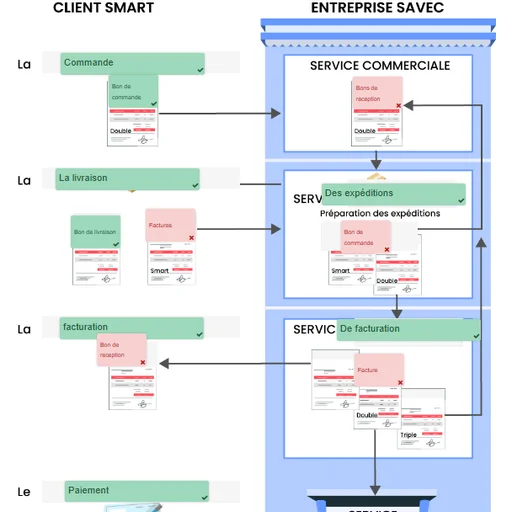 CLIENT SMART
ENTREPRISE SAVEC
La
Commande
Bon de
commande
Double
SERVICE COMMERCIALE
Bons de
reception
Double
La
La livraison
Bon de livraison
Factures
Smart
SERV
Des expéditions
Préparation des expéditions
Bon de
commande
Smart
Double
La
facturation
Bon de
reception
SERVIC
De facturation
Facture
Double
Triple
Le
Paiement
SERVICE